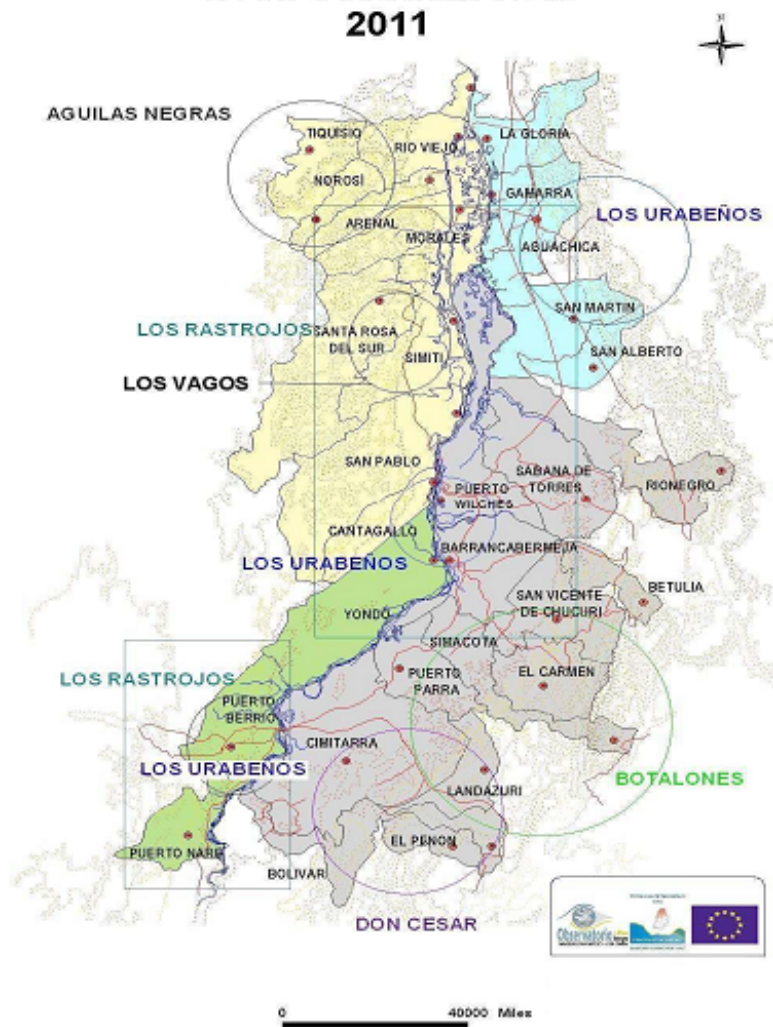 2011
AGUILAS NEGRAS
TIQUISIO
RIO VIEJO
LA GLORIA
NOROSÍ
GAMARRA
LOS URABEÑOS
ARENAL
MORALES
AGUACHICA
SAN MARTIN
LOS RASTROJOS
SANTA ROSA
DEL SUR
SIMITI
SAN ALBERTO
LOS VAGOS
SAN PABLO
SABANA DE
TORRES
RIONEGRO
PUERTO
WILCHES
CANTAGALLO
LOS URABEÑOS
BARRANCABERMEJA
BETULIA
SAN VICENTE
DE CHUCURI
YONDÓ
SIMACOTA
LOS RASTROJOS
PUERTO
PARRA
EL CARMEN
PUERTO
BERRIO
CIMITARRA
LOS URABEÑOS
LANDAZURI
BOTALONES
PUERTO NARE
EL PEÑON
BOLIVAR
DON CESAR
Observatorio
0 40000 Miles